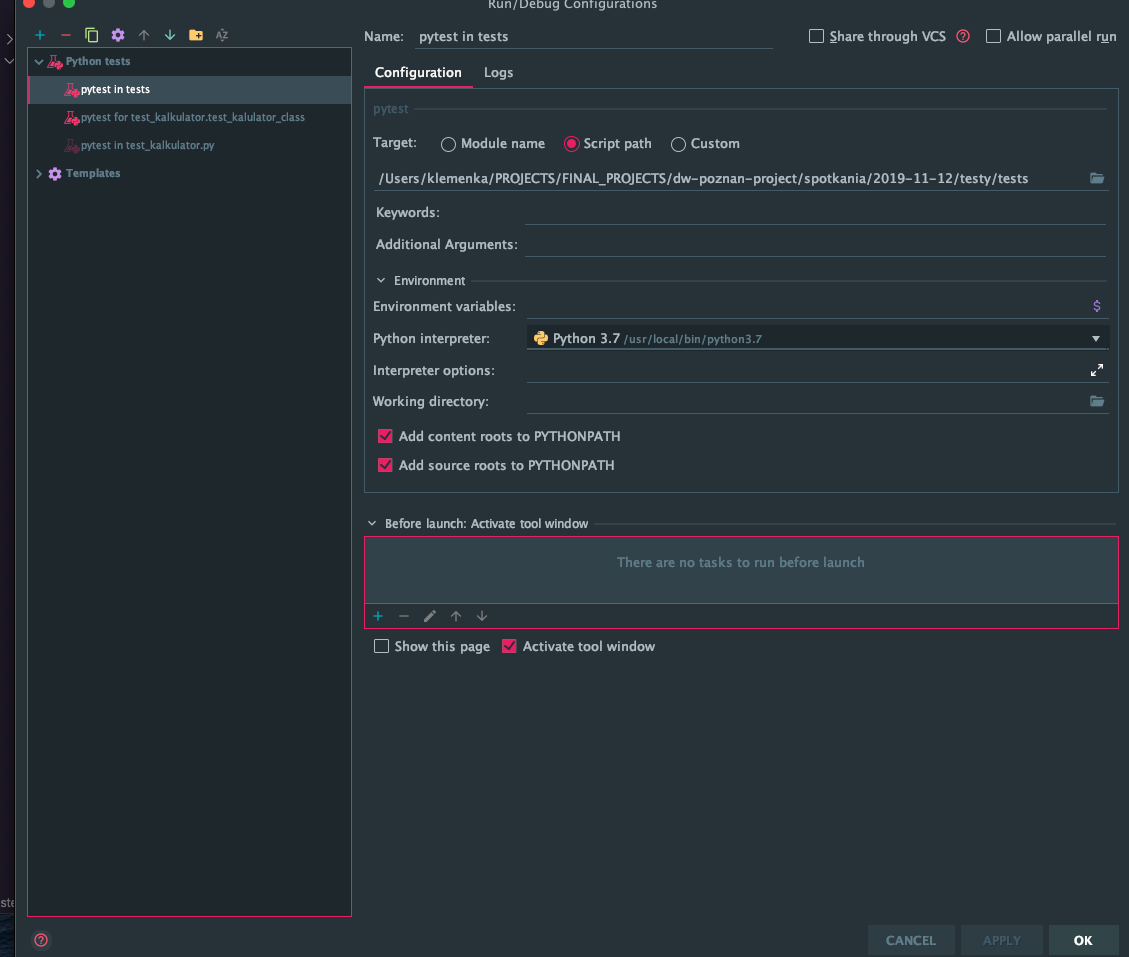 Run/Debug Configurations
Name: pytest in tests Share through VCS Allow parallel run
Python tests
pytest in tests
pytest for test_kalkulator.test_kalulator_class
pytest in test_kalkulator.py
Templates
Configuration Logs
pytest
Target: Module name Script path Custom
/Users/klemenka/PROJECTS/FINAL_PROJECTS/dw-poznan-project/spotkania/2019-11-12/testy/tests
Keywords:
Additional Arguments:
Environment
Environment variables: $
Python interpreter: Python 3.7 /usr/local/bin/python3.7
Interpreter options:
Working directory:
Add content roots to PYTHONPATH
Add source roots to PYTHONPATH
Before launch: Activate tool window
There are no tasks to run before launch
Show this page Activate tool window
ste
CANCEL APPLY OK